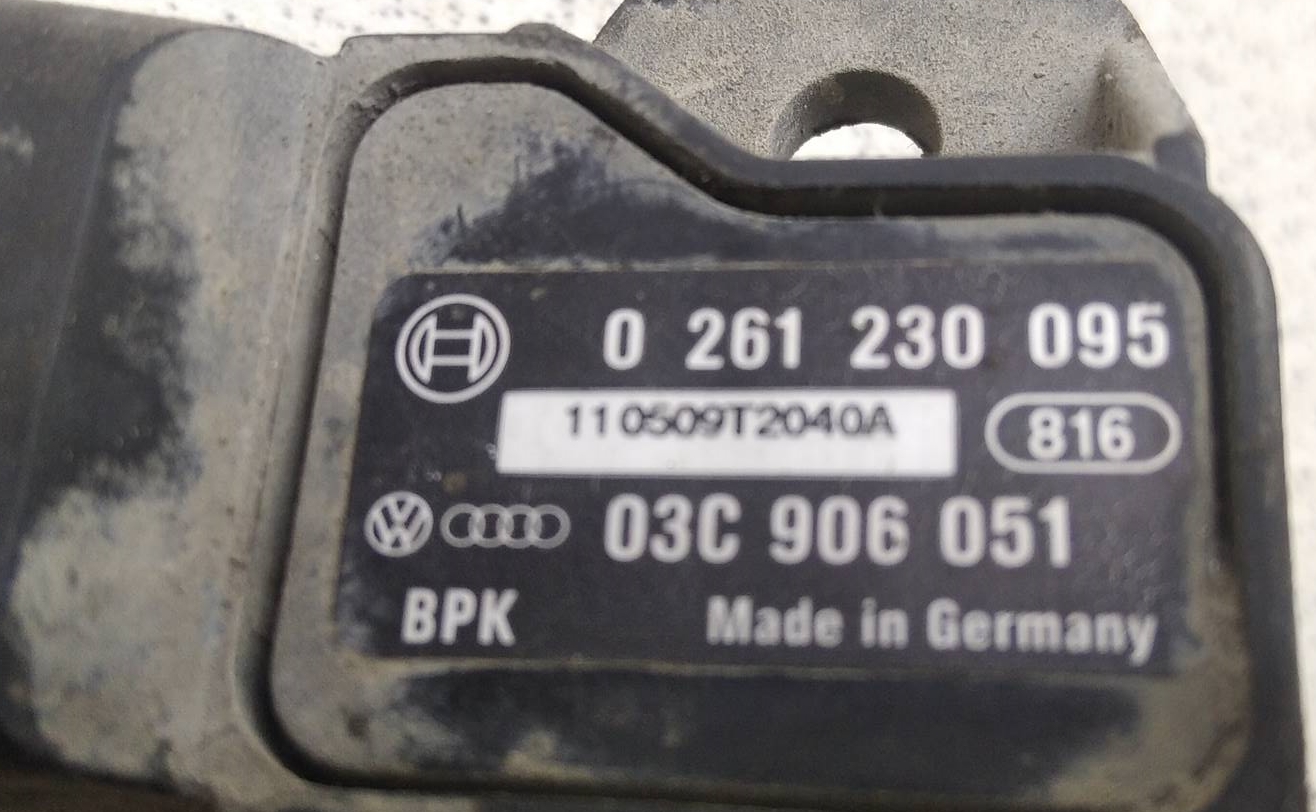 0 261 230 095
110509T2040A
816
03C 906 051
BPK
Made in Germany